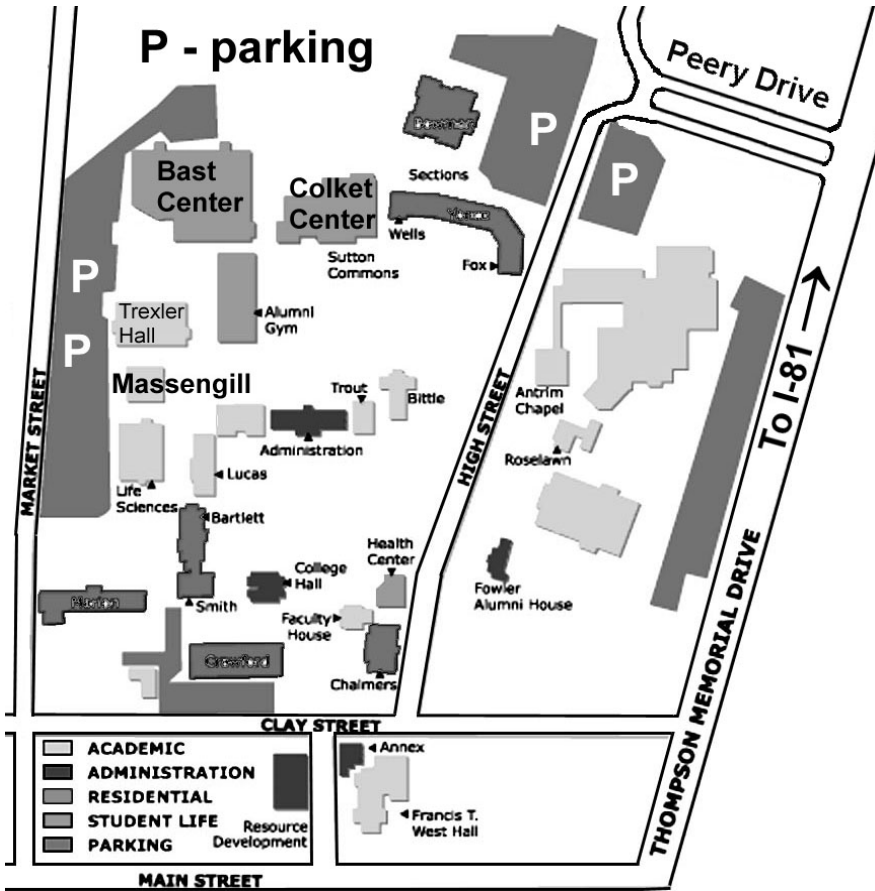 P - parking
Peery Drive
P
P
Bast
Center
Colket
Center
Sections
Wells
Sutton
Commons
Fox
Alumni
Gym
P
Trexler
Hall
P
To I-81
Massengill
Trout
Bittle
Antrim
Chapel
MARKET STREET
HIGH STREET
Administration
Roselawn
Lucas
Life
Sciences
Bartlett
College
Hall
Health
Center
Fowler
Alumni House
Smith
Faculty
House
Crawford
Chalmers
THOMPSON MEMORIAL DRIVE
CLAY STREET
ACADEMIC
ADMINISTRATION
RESIDENTIAL
STUDENT LIFE
PARKING
Resource
Development
Annex
Francis T.
West Hall
MAIN STREET